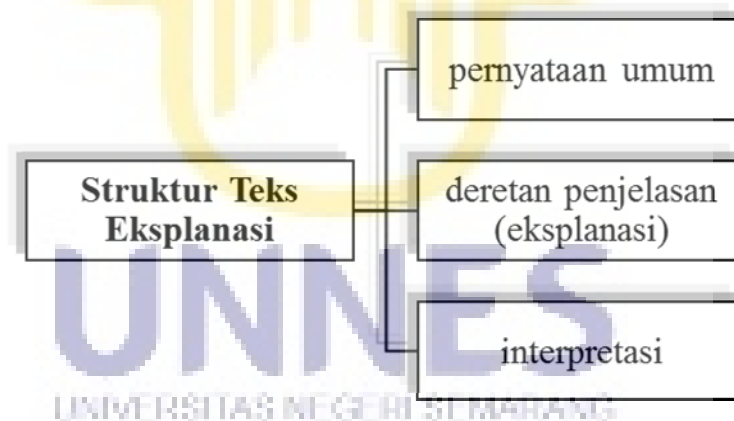 pernyataan umum
Struktur Teks
Eksplanasi
deretan penjelasan
(eksplanasi)
interpretasi
UNNES
UNIVERSITAS NEGERI SEMARANG